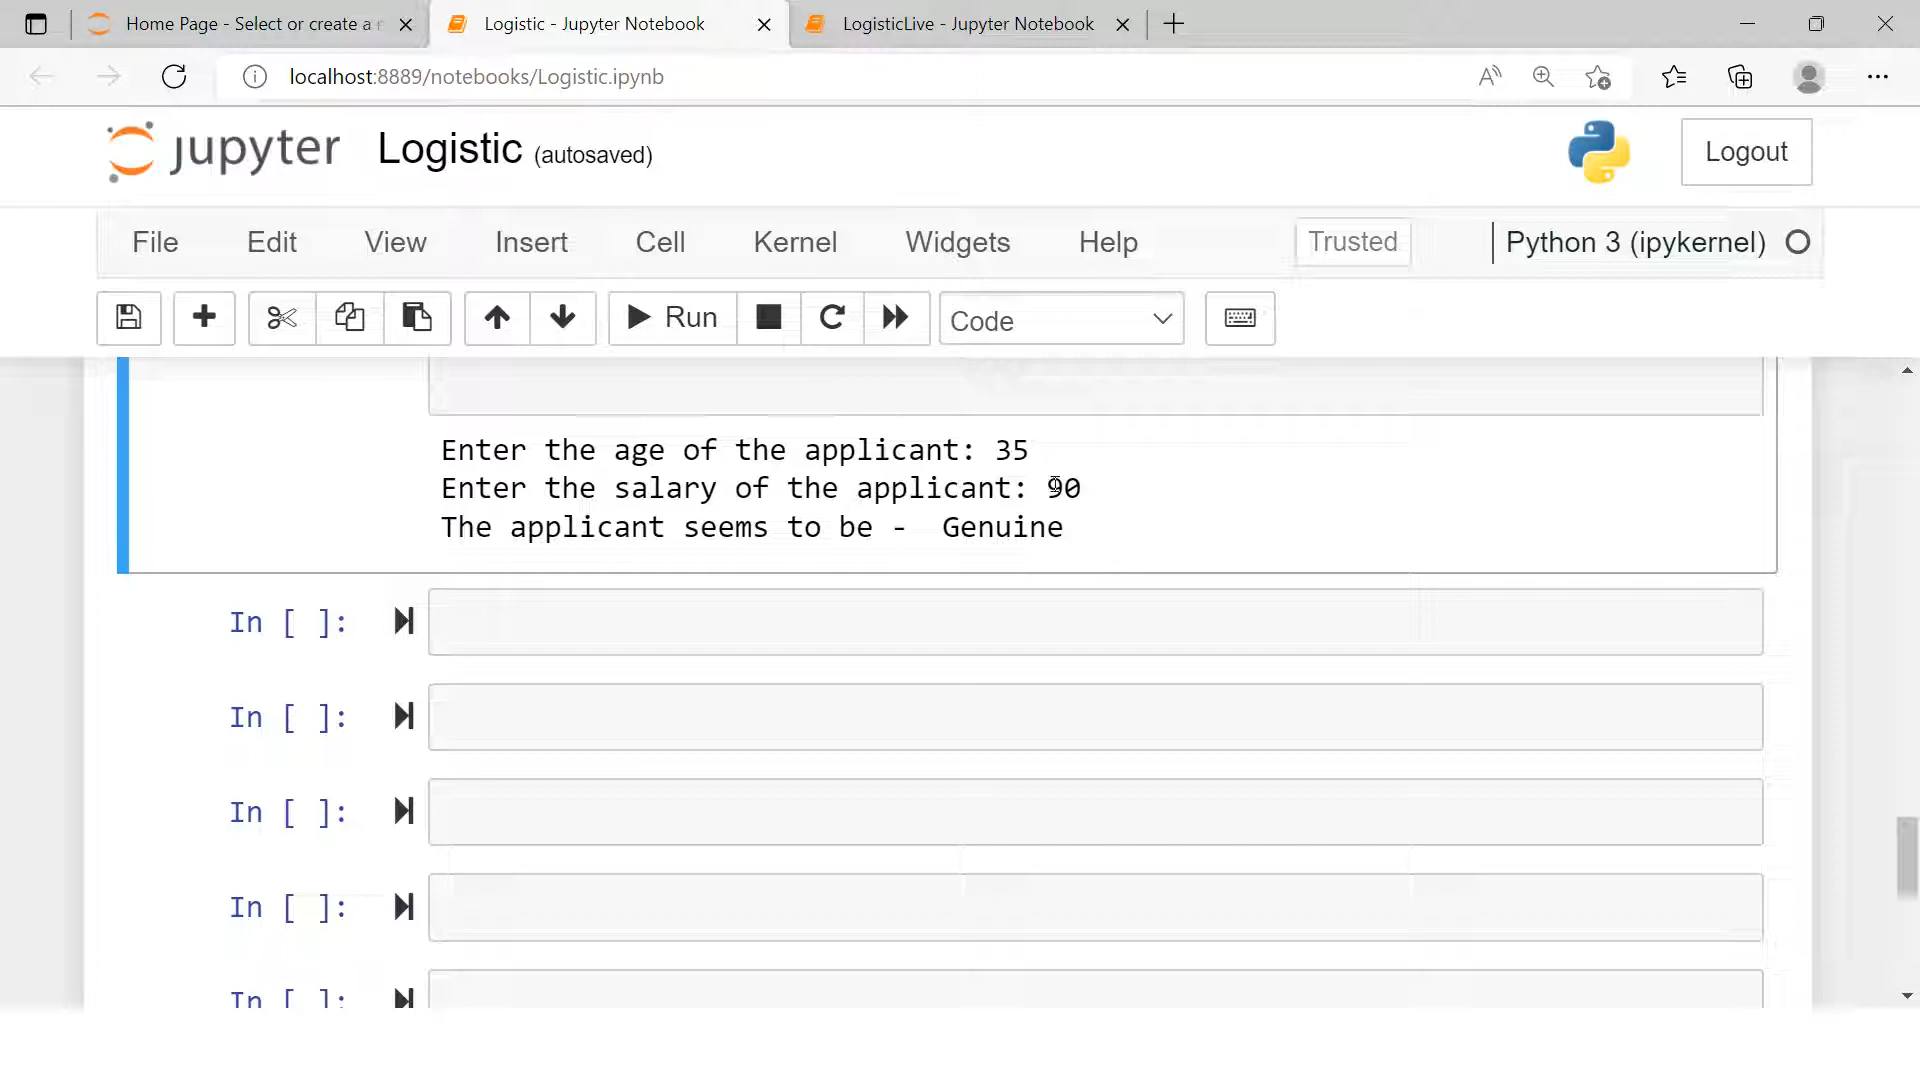 Home Page - Select or create a n
Logistic - Jupyter Notebook
LogisticLive - Jupyter Notebook
localhost:8889/notebooks/Logistic.ipynb
jupyter Logistic (autosaved)
Logout
File Edit View Insert Cell Kernel Widgets Help Trusted Python 3 (ipykernel)
Run Code
Enter the age of the applicant: 35
Enter the salary of the applicant: 90
The applicant seems to be -  Genuine
In [ ]:
In [ ]:
In [ ]:
In [ ]:
In [ ]: